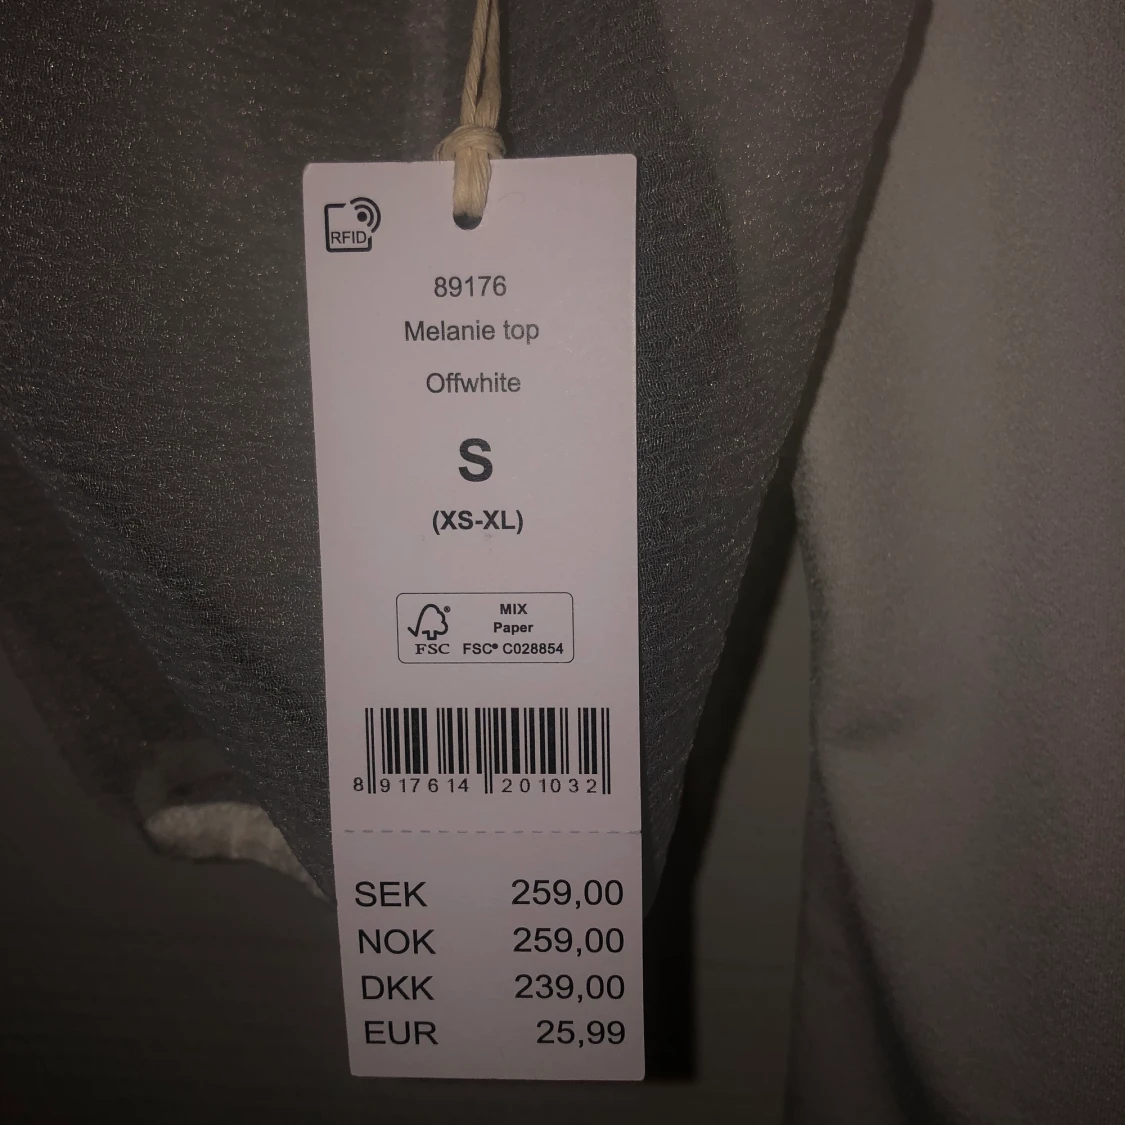 RFID
89176
Melanie top
Offwhite
S
(XS-XL)
MIX
Paper
FSC® C028854
FSC
8 917614 201032
SEK 259,00
NOK 259,00
DKK 239,00
EUR 25,99